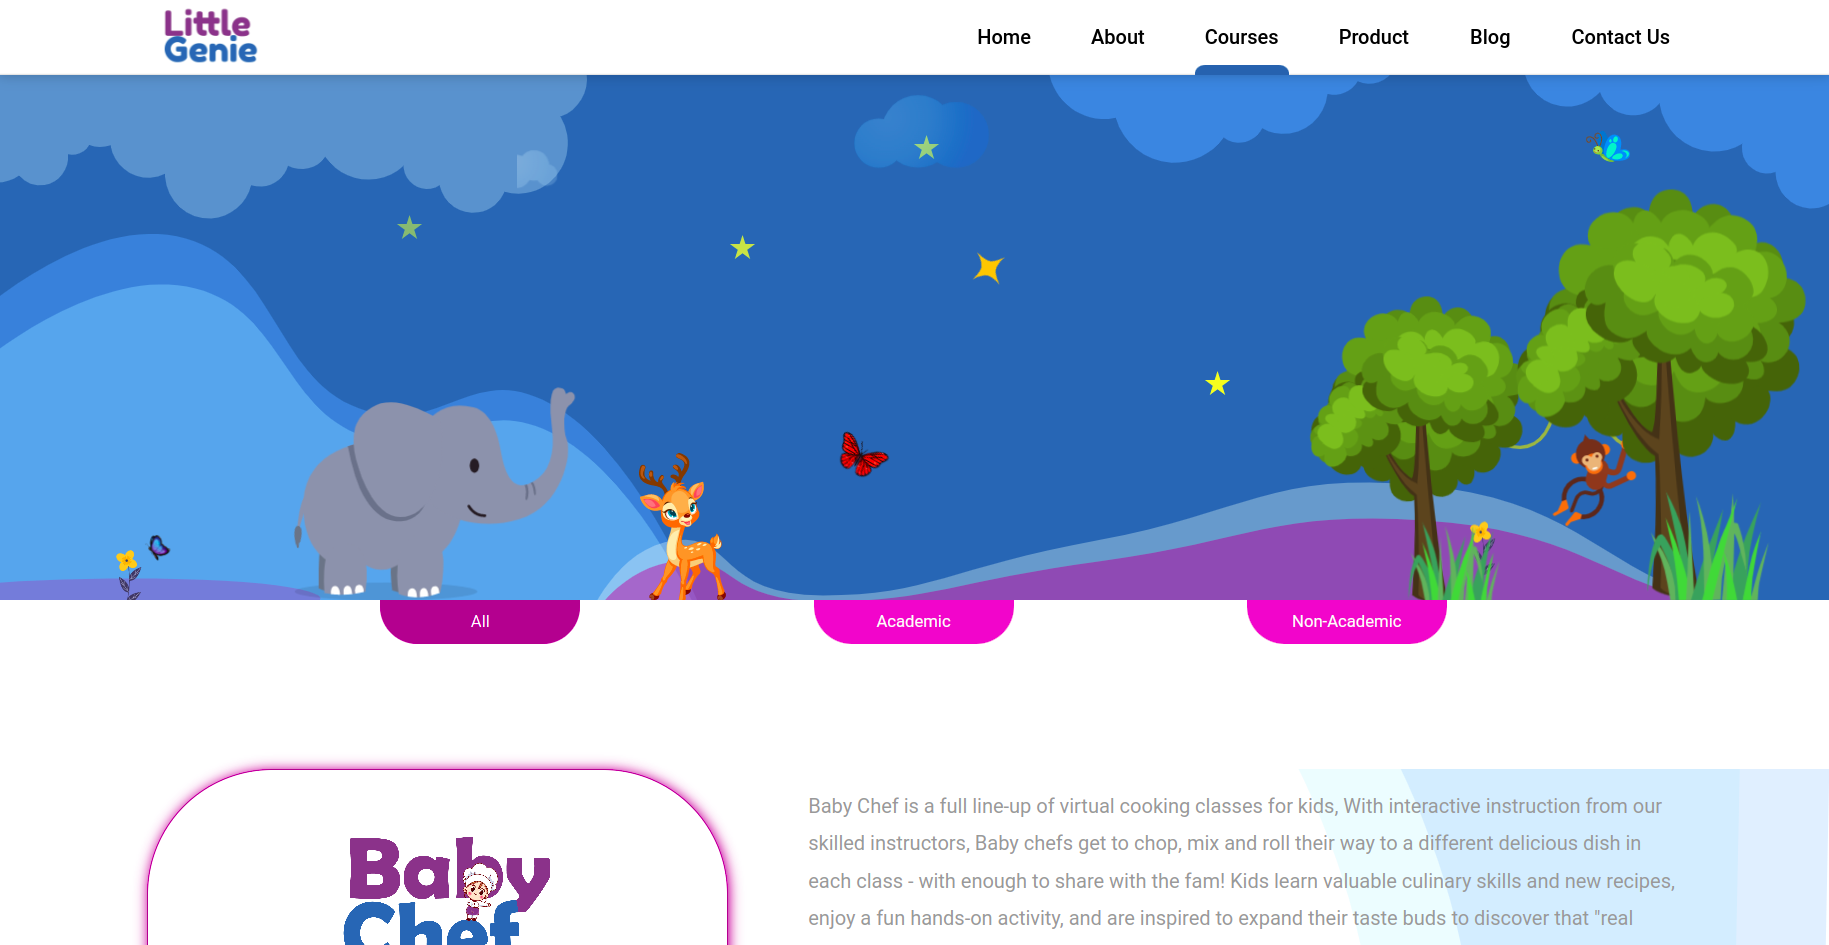 Little
Genie
Home
About
Courses
Product
Blog
Contact Us
All
Academic
Non-Academic
Baby
Chef
Baby Chef is a full line-up of virtual cooking classes for kids, With interactive instruction from our
skilled instructors, Baby chefs get to chop, mix and roll their way to a different delicious dish in
each class - with enough to share with the fam! Kids learn valuable culinary skills and new recipes,
enjoy a fun hands-on activity, and are inspired to expand their taste buds to discover that "real